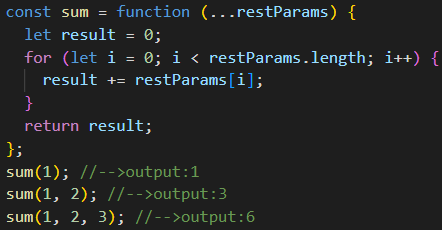 const sum = function (...restParams) {
  let result = 0;
  for (let i = 0; i < restParams.length; i++) {
    result += restParams[i];
  }
  return result;
};
sum(1); //-->output:1
sum(1, 2); //-->output:3
sum(1, 2, 3); //-->output:6